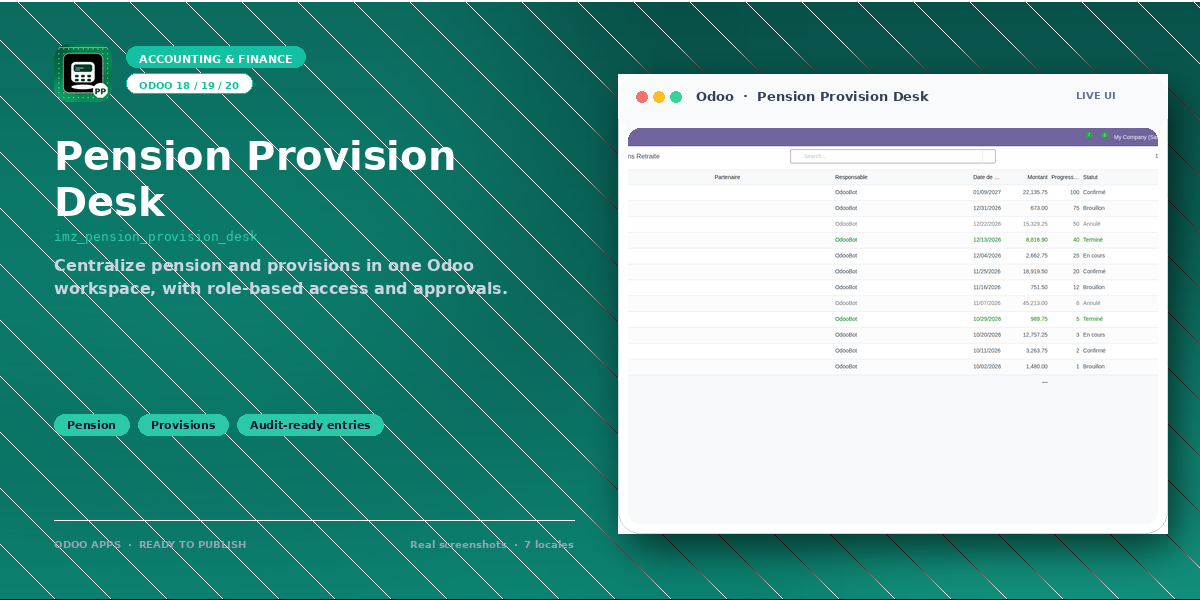 PP
ACCOUNTING & FINANCE
ODOO 18 / 19 / 20
Pension Provision
Desk
imz_pension_provision_desk
Centralize pension and provisions in one Odoo
workspace, with role-based access and approvals.
Pension Provisions Audit-ready entries
ODOO APPS · READY TO PUBLISH
Real screenshots · 7 locales
Odoo · Pension Provision Desk LIVE UI
My Company (Sa
ns Retraite Search... 1
Partenaire Responsable Date de ... Montant Progress... Statut
OdooBot 01/09/2027 22,135.75 100 Confirmé
OdooBot 12/31/2026 673.00 75 Brouillon
OdooBot 12/22/2026 15,329.25 50 Annulé
OdooBot 12/13/2026 8,816.90 40 Terminé
OdooBot 12/04/2026 2,662.75 25 En cours
OdooBot 11/25/2026 18,919.50 20 Confirmé
OdooBot 11/16/2026 751.50 12 Brouillon
OdooBot 11/07/2026 45,213.00 8 Annulé
OdooBot 10/29/2026 989.75 5 Terminé
OdooBot 10/20/2026 12,757.25 3 En cours
OdooBot 10/11/2026 3,263.75 2 Confirmé
OdooBot 10/02/2026 1,480.00 1 Brouillon
—